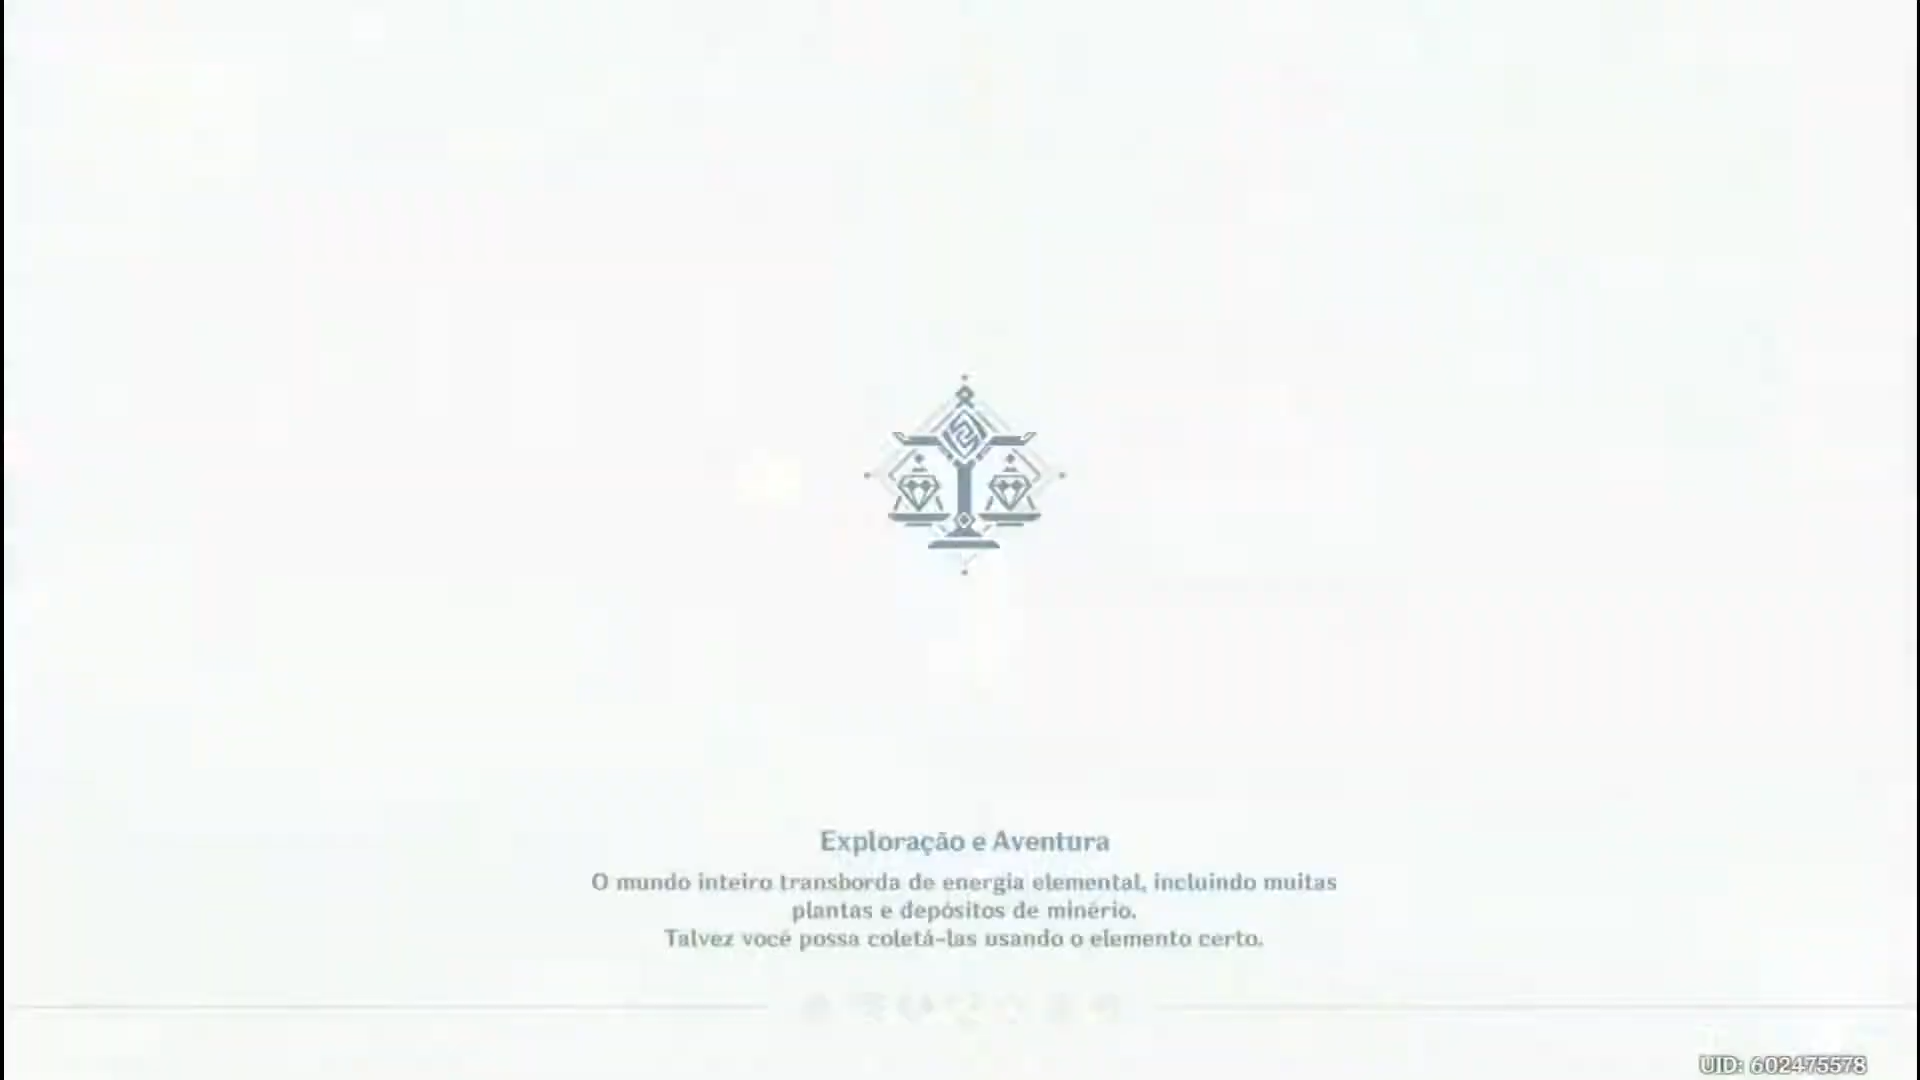 Exploração e Aventura
O mundo inteiro transborda de energia elemental, incluindo muitas
plantas e depósitos de minério.
Talvez você possa coletá-las usando o elemento certo.
UID: 602475578